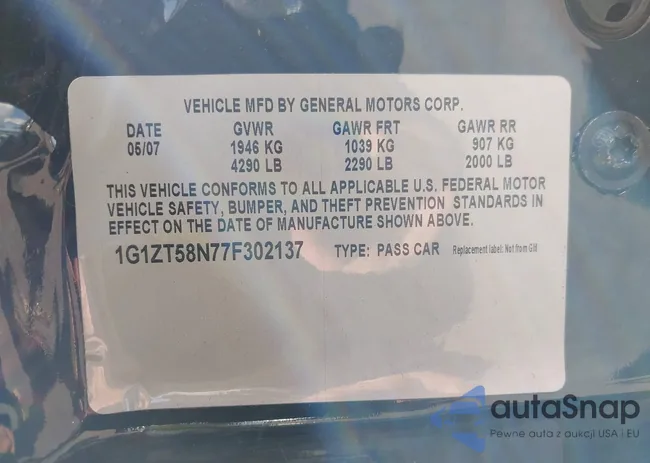 VEHICLE MFD BY GENERAL MOTORS CORP.
DATE GVWR GAWR FRT GAWR RR
05/07 1946 KG 1039 KG 907 KG
4290 LB 2290 LB 2000 LB
THIS VEHICLE CONFORMS TO ALL APPLICABLE U.S. FEDERAL MOTOR
VEHICLE SAFETY, BUMPER, AND THEFT PREVENTION STANDARDS IN
EFFECT ON THE DATE OF MANUFACTURE SHOWN ABOVE.
1G1ZT58N77F302137 TYPE: PASS CAR Replacement label: Not from GM
autaSnap
Pewne auta z aukcji USA i EU